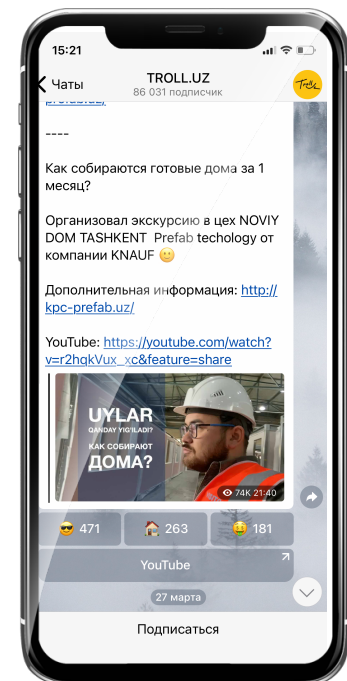 15:21
Чаты
TROLL.UZ
86 031 подписчик
Troll
prefab.uz/
----
Как собираются готовые дома за 1
месяц?
Организовал экскурсию в цех NOVIY
DOM TASHKENT Prefab techology от
компании KNAUF 🙂
Дополнительная информация: http://
kpc-prefab.uz/
YouTube: https://youtube.com/watch?
v=r2hqkVux_xc&feature=share
UYLAR
QANDAY YIG'ILADI?
КАК СОБИРАЮТ
ДОМА?
74K 21:40
😎 471
🏠 263
🤑 181
YouTube
27 марта
Подписаться